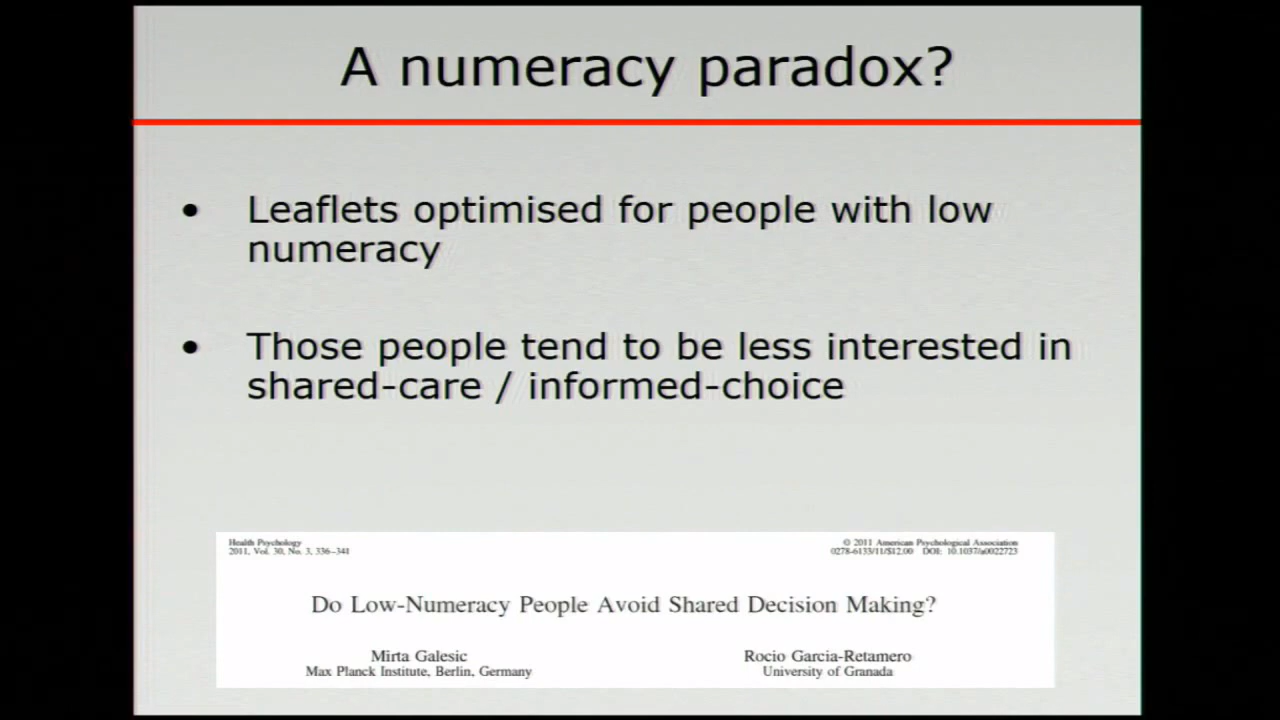 A numeracy paradox?
• Leaflets optimised for people with low
numeracy
• Those people tend to be less interested in
shared-care / informed-choice
Health Psychology
2011, Vol. 30, No. 3, 336–341
© 2011 American Psychological Association
0278-6133/11/$12.00 DOI: 10.1037/a0022723
Do Low-Numeracy People Avoid Shared Decision Making?
Mirta Galesic
Max Planck Institute, Berlin, Germany
Rocio Garcia-Retamero
University of Granada